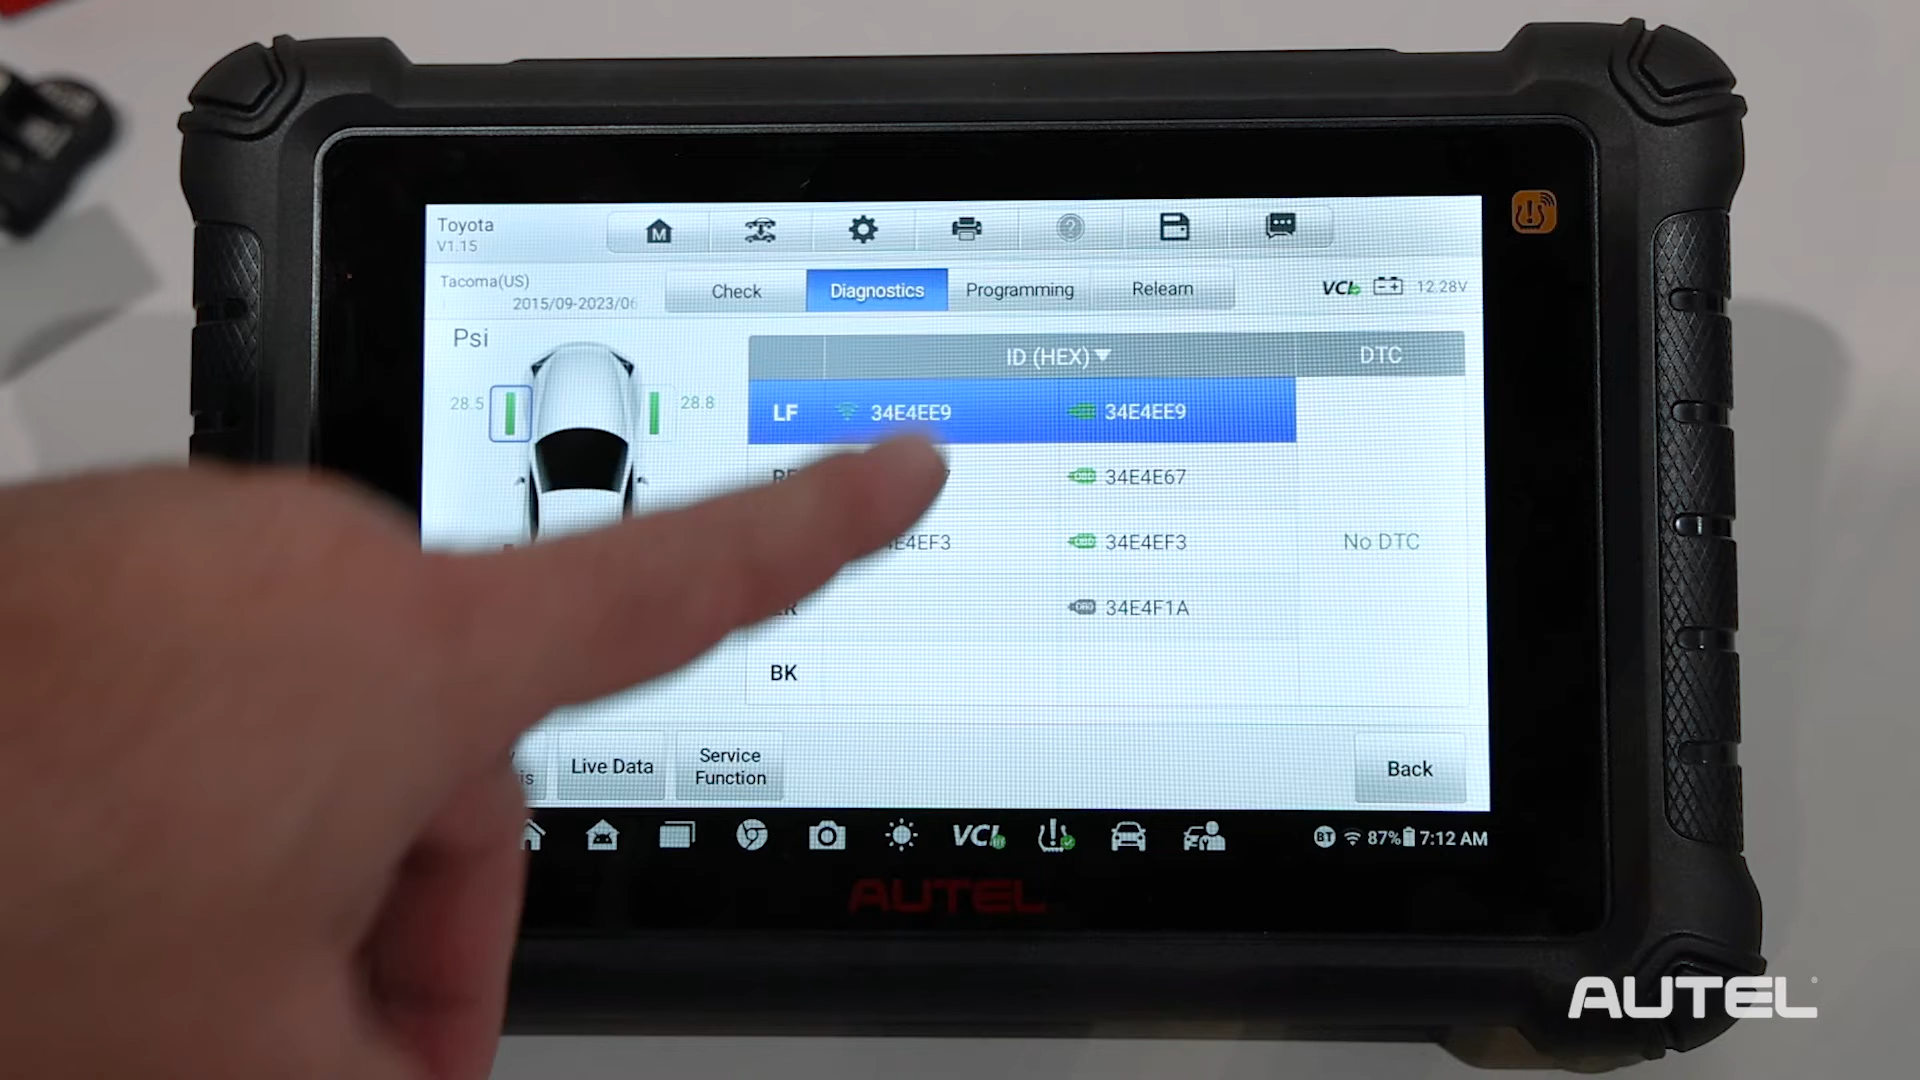 Toyota
V1.15
M
Tacoma(US)
2015/09-2023/06
Check
Diagnostics
Programming
Relearn
VCI
12.28V
Psi
ID (HEX)
DTC
28.5
28.8
LF
34E4EE9
34E4EE9
34E4E67
34E4EF3
No DTC
34E4F1A
BK
Live Data
Service
Function
Back
VCI
BT
87%
7:12 AM
AUTEL
AUTEL